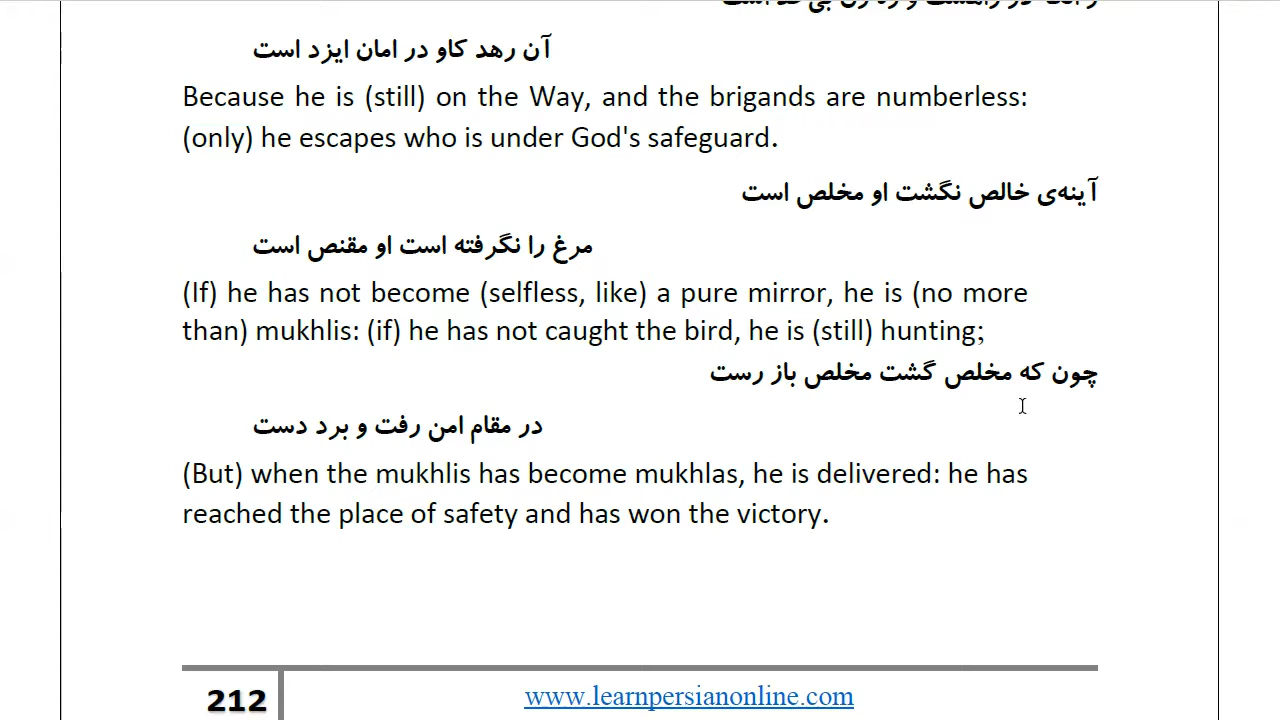 آن رهد کاو در امان ایزد است
Because he is (still) on the Way, and the brigands are numberless:
(only) he escapes who is under God's safeguard.
آینه‌ی خالص نگشت او مخلص است
مرغ را نگرفته است او مقنص است
(If) he has not become (selfless, like) a pure mirror, he is (no more
than) mukhlis: (if) he has not caught the bird, he is (still) hunting;
چون که مخلص گشت مخلص باز رست
در مقام امن رفت و برد دست
(But) when the mukhlis has become mukhlas, he is delivered: he has
reached the place of safety and has won the victory.
212
www.learnpersianonline.com